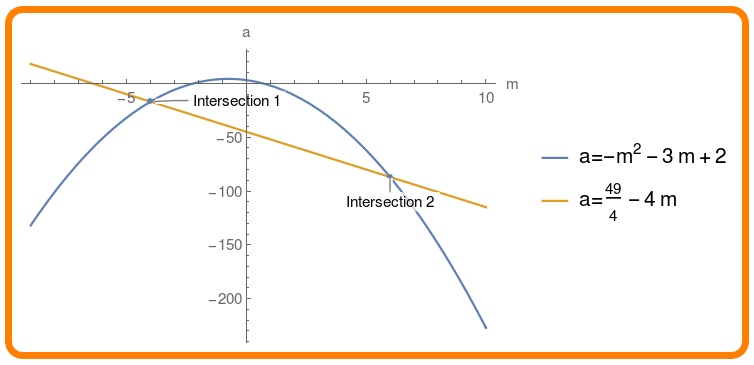 a
m
−5
5
10
−50
−100
−150
−200
Intersection 1
Intersection 2
a=−m² − 3 m + 2
a=49/4 − 4 m